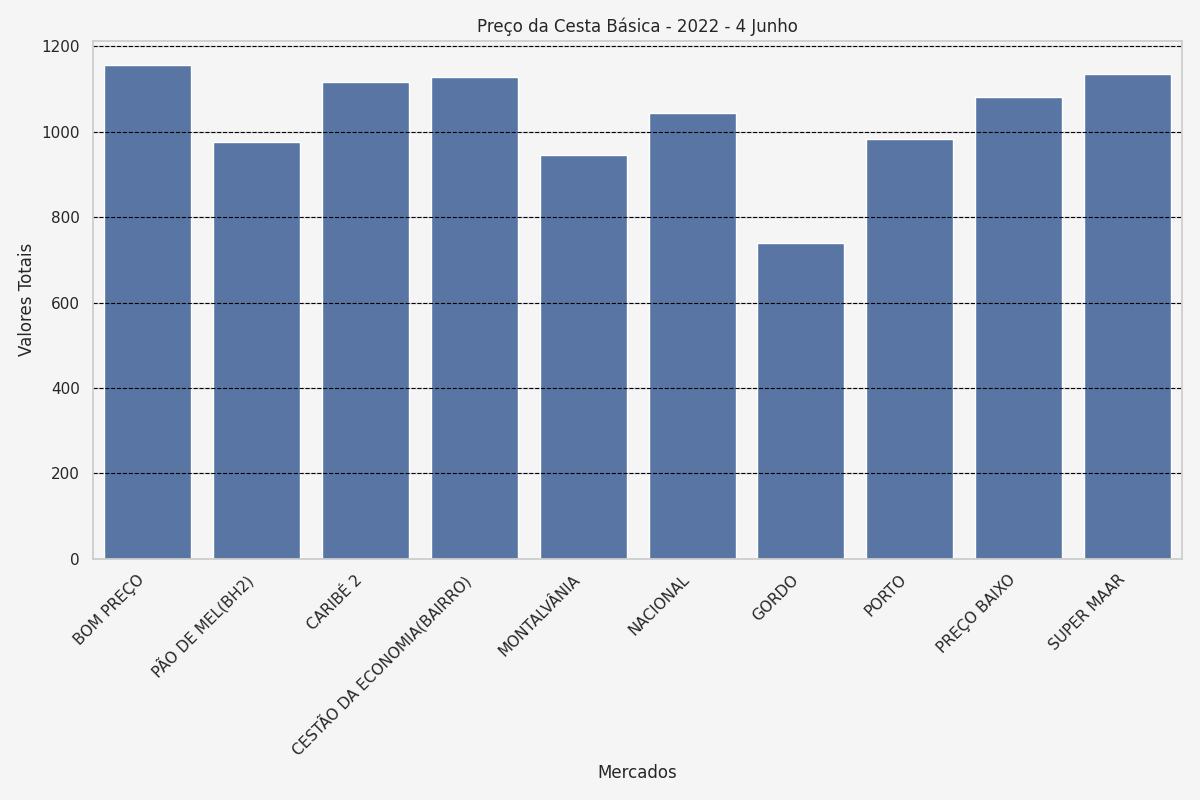 Preço da Cesta Básica - 2022 - 4 Junho
Valores Totais
1200
1000
800
600
400
200
0
BOM PREÇO
PÃO DE MEL(BH2)
CARIBÉ 2
CESTÃO DA ECONOMIA(BAIRRO)
MONTALVÂNIA
NACIONAL
GORDO
PORTO
PREÇO BAIXO
SUPER MAAR
Mercados